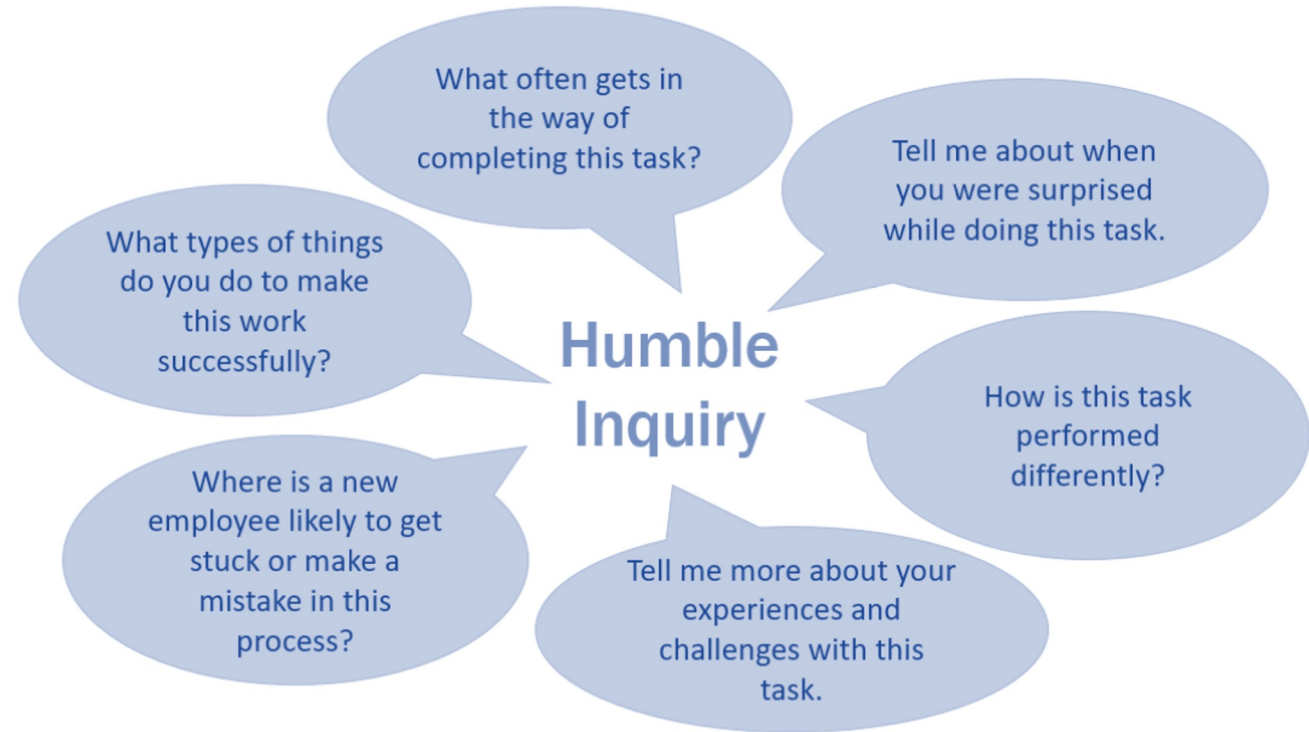 What often gets in
the way of
completing this task?
Tell me about when
you were surprised
while doing this task.
What types of things
do you do to make
this work
successfully?
Humble
Inquiry
How is this task
performed
differently?
Where is a new
employee likely to get
stuck or make a
mistake in this
process?
Tell me more about your
experiences and
challenges with this
task.